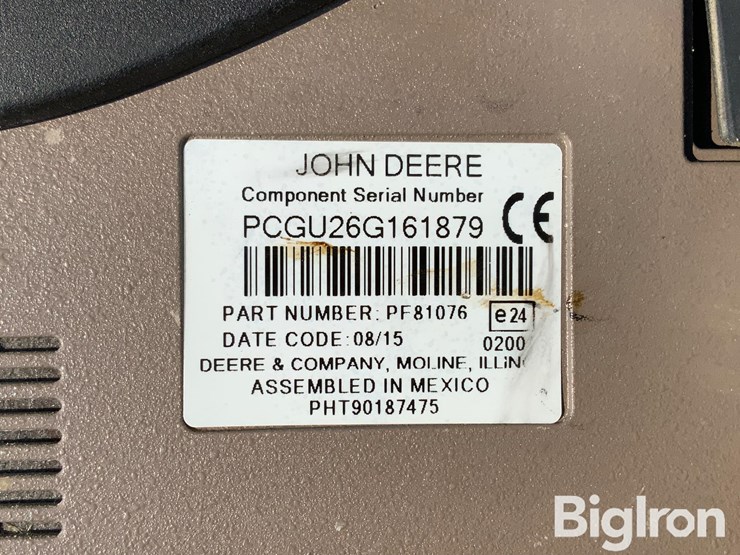 JOHN DEERE
Component Serial Number
PCGU26G161879 CE
PART NUMBER: PF81076 e24
DATE CODE: 08/15 0200
DEERE & COMPANY, MOLINE,
ASSEMBLED IN MEXICO
PHT90187475
BigIron